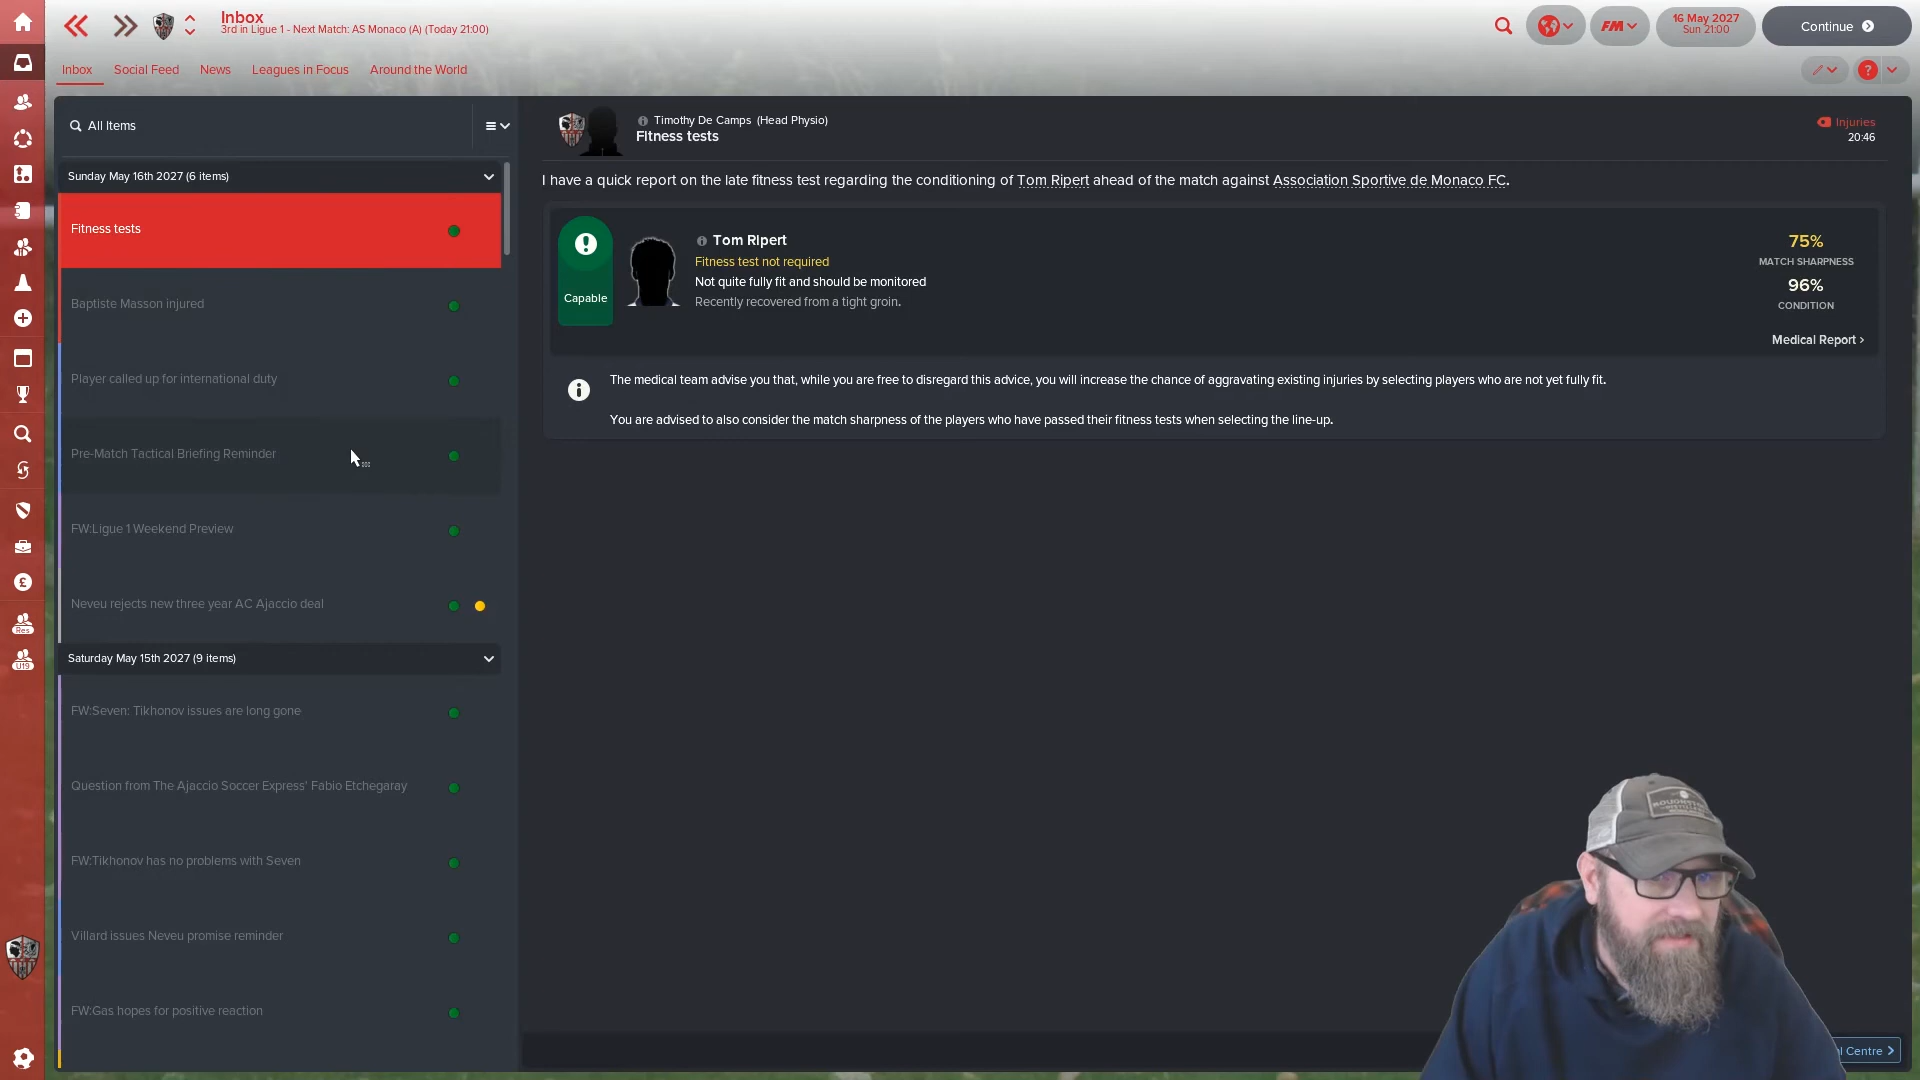 Inbox
3rd in Ligue 1 - Next Match: AS Monaco (A) (Today 21:00)
FM
16 May 2027
Sun 21:00
Continue
Inbox
Social Feed
News
Leagues in Focus
Around the World
?
All Items
Sunday May 16th 2027 (6 items)
Fitness tests
Baptiste Masson injured
Player called up for international duty
Pre-Match Tactical Briefing Reminder
FW:Ligue 1 Weekend Preview
Neveu rejects new three year AC Ajaccio deal
Saturday May 15th 2027 (9 items)
FW:Seven: Tikhonov issues are long gone
Question from The Ajaccio Soccer Express' Fabio Etchegaray
FW:Tikhonov has no problems with Seven
Villard issues Neveu promise reminder
FW:Gas hopes for positive reaction
Res
U19
Timothy De Camps (Head Physio)
Fitness tests
Injuries
20:46
I have a quick report on the late fitness test regarding the conditioning of Tom Ripert ahead of the match against Association Sportive de Monaco FC.
Capable
Tom Ripert
Fitness test not required
Not quite fully fit and should be monitored
Recently recovered from a tight groin.
75%
MATCH SHARPNESS
96%
CONDITION
Medical Report >
The medical team advise you that, while you are free to disregard this advice, you will increase the chance of aggravating existing injuries by selecting players who are not yet fully fit.
You are advised to also consider the match sharpness of the players who have passed their fitness tests when selecting the line-up.
Centre >